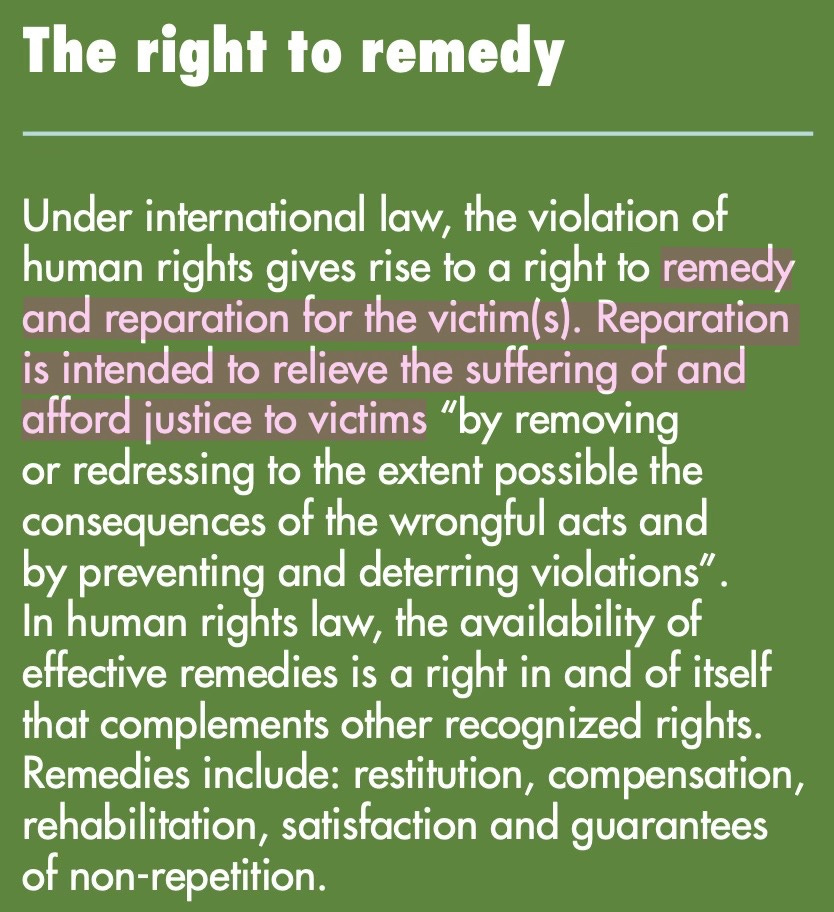 The right to remedy
Under international law, the violation of
human rights gives rise to a right to remedy
and reparation for the victim(s). Reparation
is intended to relieve the suffering of and
afford justice to victims “by removing
or redressing to the extent possible the
consequences of the wrongful acts and
by preventing and deterring violations”.
In human rights law, the availability of
effective remedies is a right in and of itself
that complements other recognized rights.
Remedies include: restitution, compensation,
rehabilitation, satisfaction and guarantees
of non-repetition.